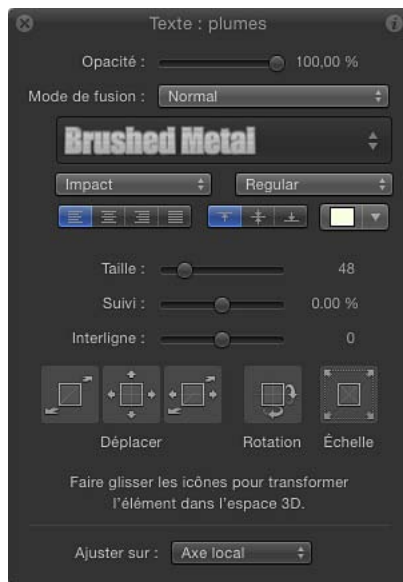 Texte : plumes
Opacité : 100,00 %
Mode de fusion : Normal
Brushed Metal
Impact Regular
Taille : 48
Suivi : 0.00 %
Interligne : 0
Déplacer Rotation Échelle
Faire glisser les icônes pour transformer
l'élément dans l'espace 3D.
Ajuster sur : Axe local